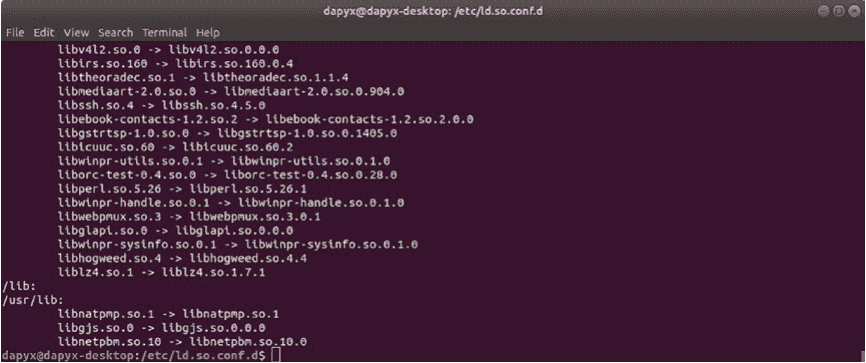 dapyx@dapyx-desktop: /etc/ld.so.conf.d
File Edit View Search Terminal Help
libv4l2.so.0 -> libv4l2.so.0.0.0
libirs.so.160 -> libirs.so.160.0.4
libtheoradec.so.1 -> libtheoradec.so.1.1.4
libmediaart-2.0.so.0 -> libmediaart-2.0.so.0.904.0
libssh.so.4 -> libssh.so.4.5.0
libebook-contacts-1.2.so.2 -> libebook-contacts-1.2.so.2.0.0
libgstrtsp-1.0.so.0 -> libgstrtsp-1.0.so.0.1405.0
libicuuc.so.60 -> libicuuc.so.60.2
libwinpr-utils.so.0.1 -> libwinpr-utils.so.0.1.0
liborc-test-0.4.so.0 -> liborc-test-0.4.so.0.28.0
libperl.so.5.26 -> libperl.so.5.26.1
libwinpr-handle.so.0.1 -> libwinpr-handle.so.0.1.0
libwebpmux.so.3 -> libwebpmux.so.3.0.1
libglapi.so.0 -> libglapi.so.0.0.0
libwinpr-sysinfo.so.0.1 -> libwinpr-sysinfo.so.0.1.0
libhogweed.so.4 -> libhogweed.so.4.4
liblz4.so.1 -> liblz4.so.1.7.1
/lib:
/usr/lib:
libnatpmp.so.1 -> libnatpmp.so.1
libgjs.so.0 -> libgjs.so.0.0.0
libnetpbm.so.10 -> libnetpbm.so.10.0
dapyx@dapyx-desktop:/etc/ld.so.conf.d$